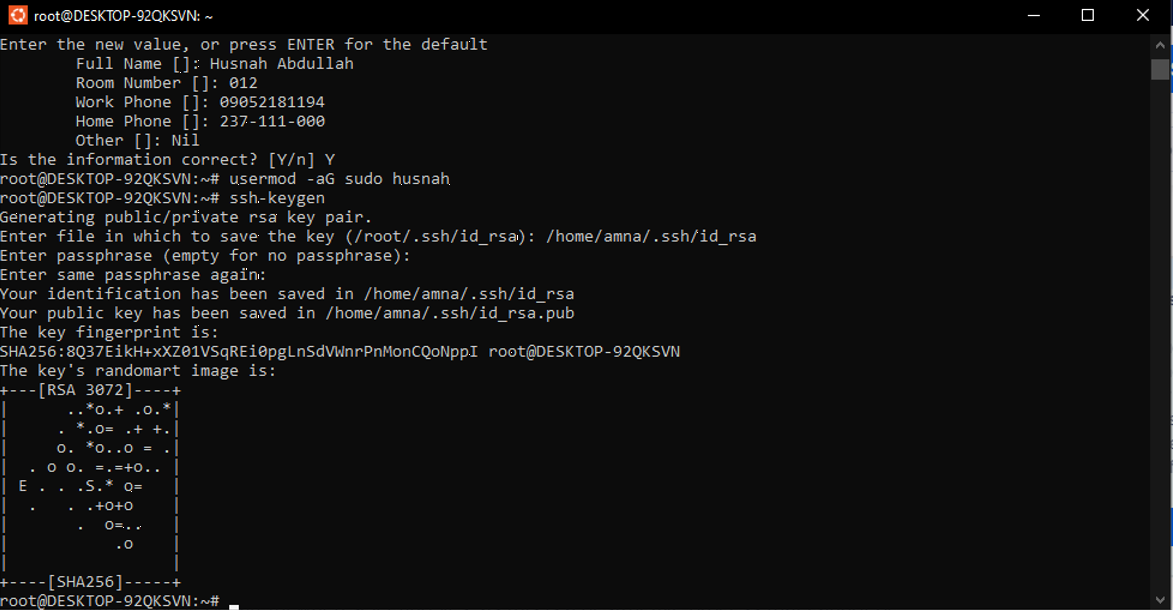 root@DESKTOP-92QKSVN: ~
Enter the new value, or press ENTER for the default
        Full Name []: Husnah Abdullah
        Room Number []: 012
        Work Phone []: 09052181194
        Home Phone []: 237-111-000
        Other []: Nil
Is the information correct? [Y/n] Y
root@DESKTOP-92QKSVN:~# usermod -aG sudo husnah
root@DESKTOP-92QKSVN:~# ssh-keygen
Generating public/private rsa key pair.
Enter file in which to save the key (/root/.ssh/id_rsa): /home/amna/.ssh/id_rsa
Enter passphrase (empty for no passphrase):
Enter same passphrase again:
Your identification has been saved in /home/amna/.ssh/id_rsa
Your public key has been saved in /home/amna/.ssh/id_rsa.pub
The key fingerprint is:
SHA256:8Q37EikH+xXZ01VSqREi0pgLnSdVWnrPnMonCQoNppI root@DESKTOP-92QKSVN
The key's randomart image is:
+---[RSA 3072]----+
|      ..*o.+ .o.*|
|     . *.o= .+ +.|
|     o. *o..o = .|
|  . o o. =.=+o.. |
| E . . .S.* o=   |
|  .   . .+o+o    |
|       .  o=..   |
|           .o    |
|                 |
+----[SHA256]-----+
root@DESKTOP-92QKSVN:~#